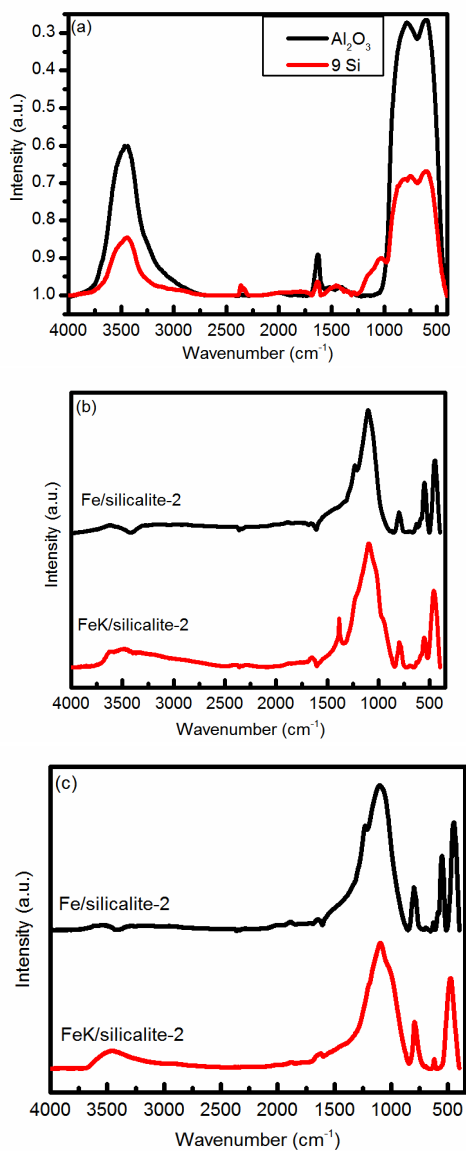 (a)
Al₂O₃
9 Si
0.3
0.4
0.5
0.6
0.7
0.8
0.9
1.0
Intensity (a.u.)
4000 3500 3000 2500 2000 1500 1000 500
Wavenumber (cm⁻¹)
(b)
Fe/silicalite-2
FeK/silicalite-2
Intensity (a.u.)
4000 3500 3000 2500 2000 1500 1000 500
Wavenumber (cm⁻¹)
(c)
Fe/silicalite-2
FeK/silicalite-2
Intensity (a.u.)
4000 3500 3000 2500 2000 1500 1000 500
Wavenumber (cm⁻¹)